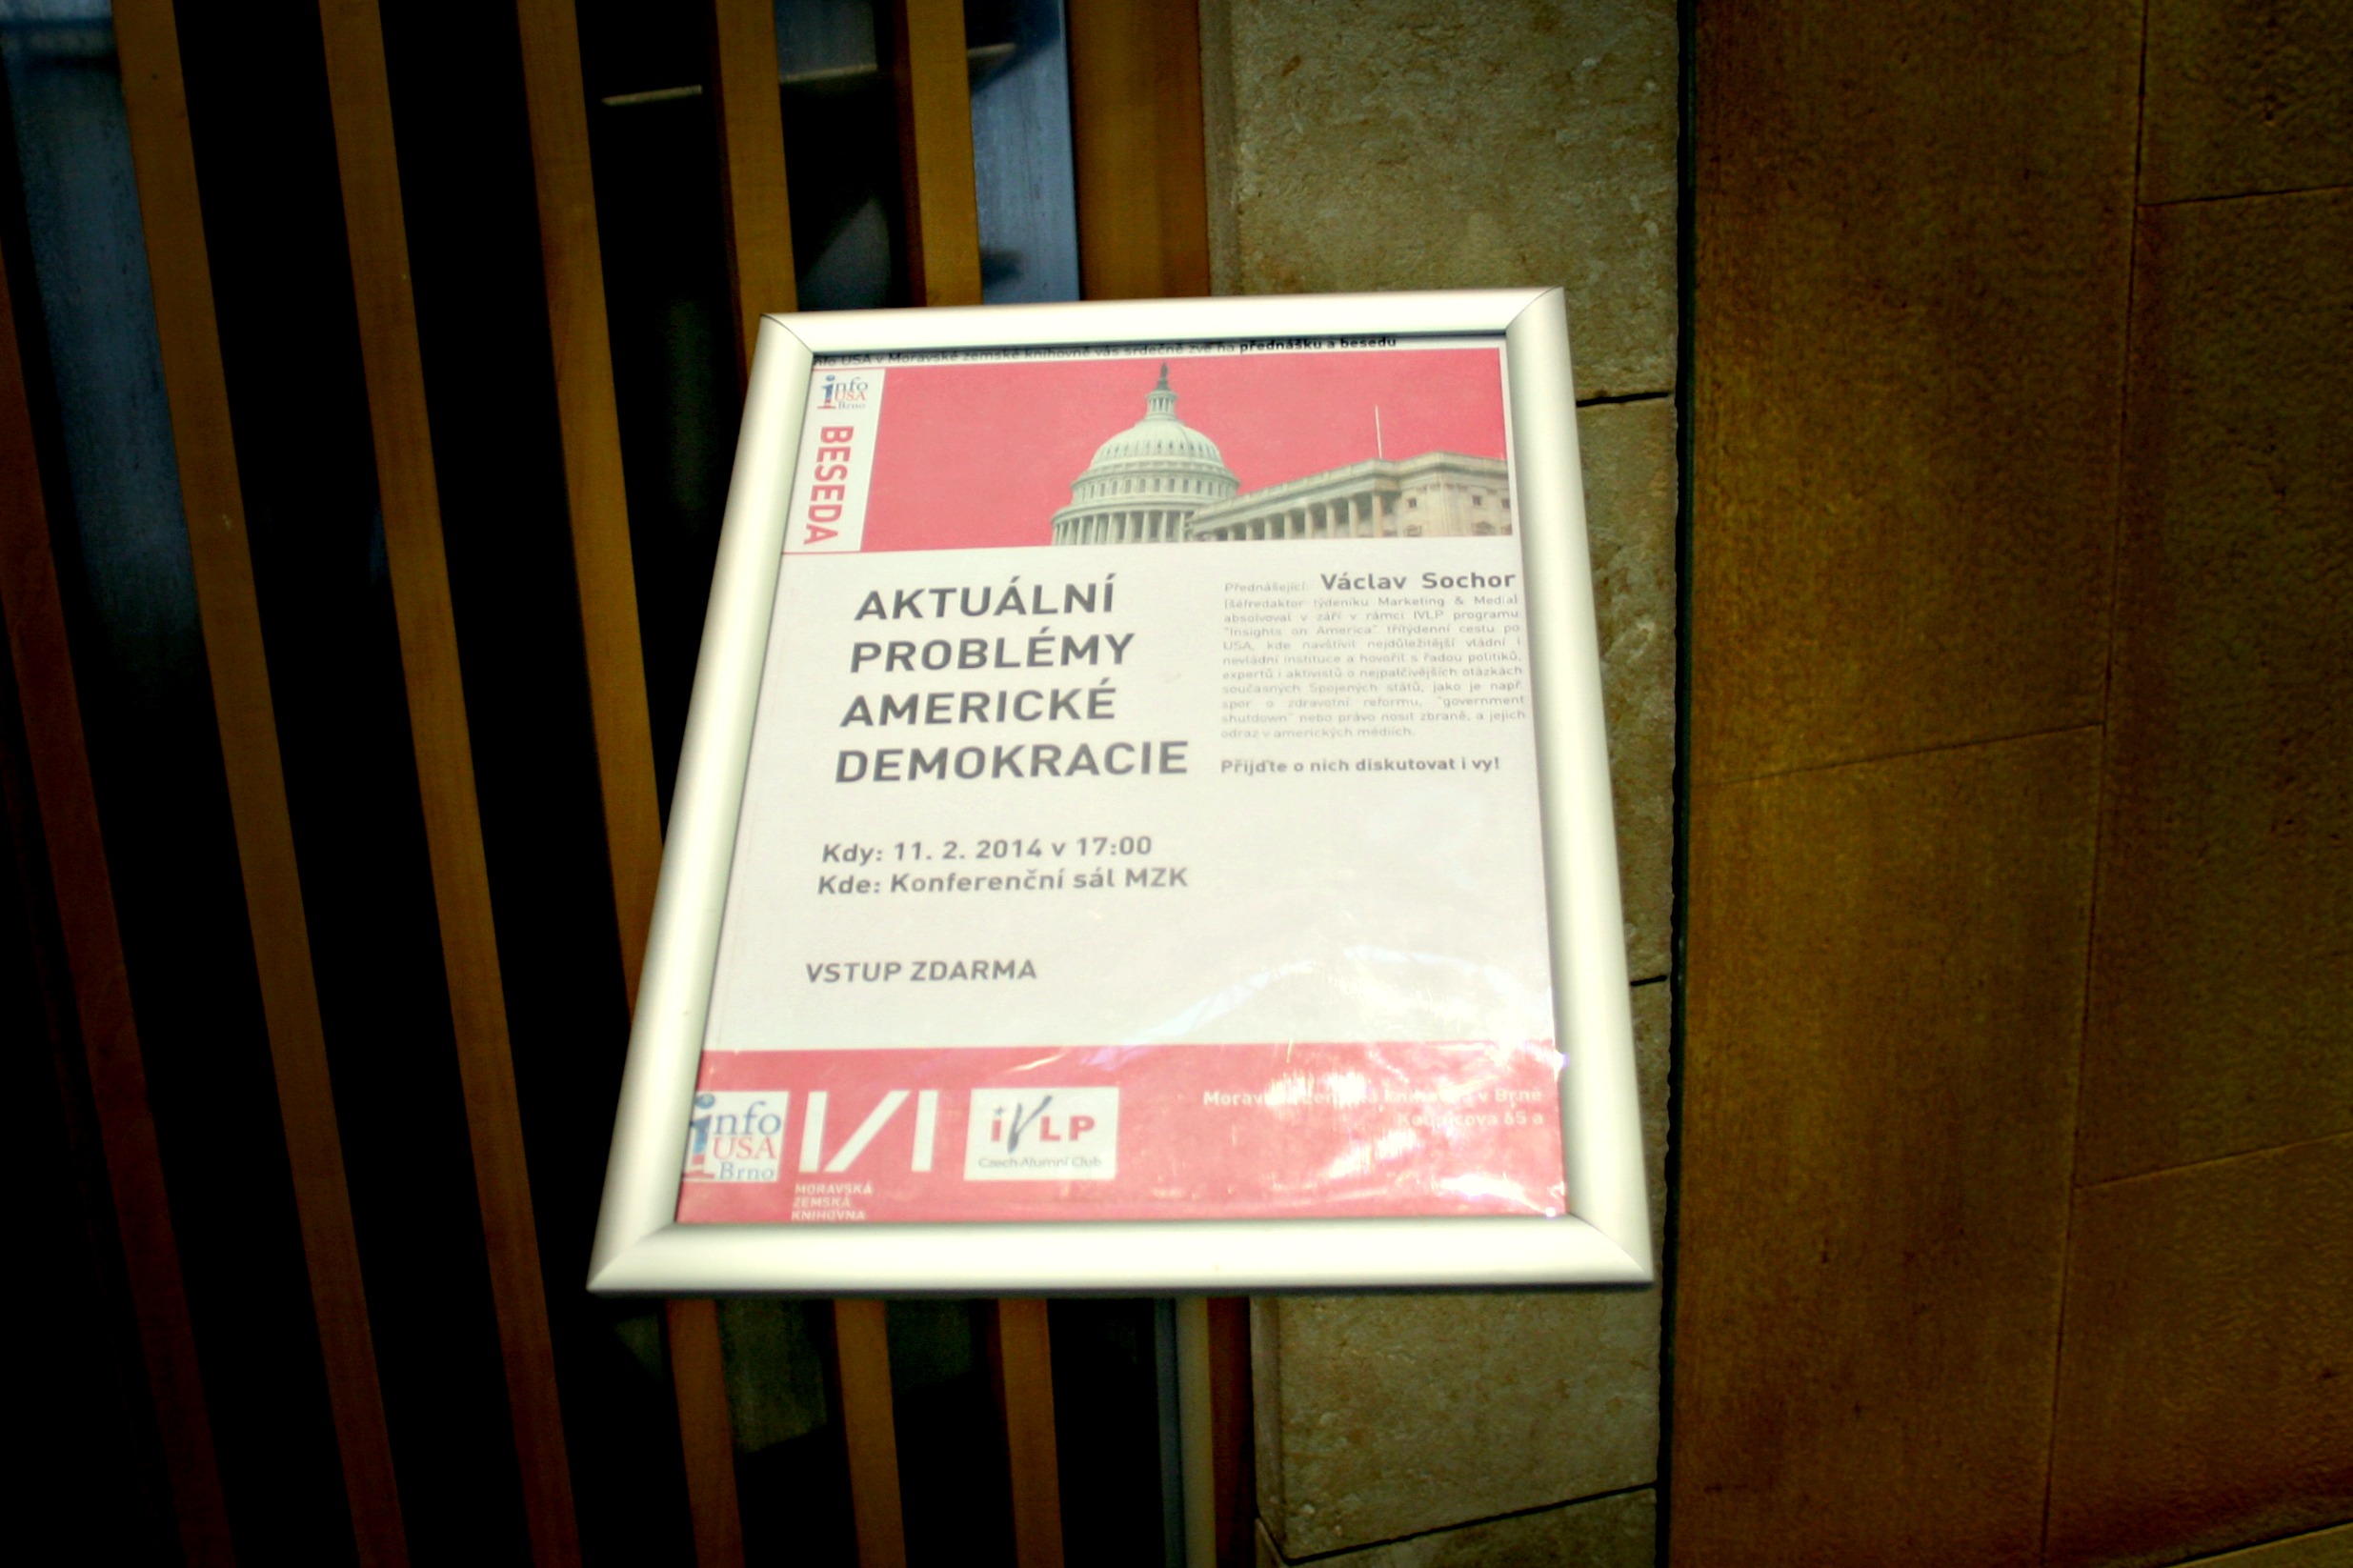 Info USA v Moravské zemské knihovně vás srdečně zve na přednášku a besedu
info
USA
Brno
BESEDA
AKTUÁLNÍ
PROBLÉMY
AMERICKÉ
DEMOKRACIE
Kdy: 11. 2. 2014 v 17:00
Kde: Konferenční sál MZK
VSTUP ZDARMA
Přednášející: Václav Sochor
(šéfredaktor týdeníku Marketing & Media)
absolvoval v září v rámci IVLP programu
"Insights on America" třítýdenní cestu po
USA, kde navštívil nejdůležitější vládní i
nevládní instituce a hovořil s řadou politiků,
expertů i aktivistů o nejpalčivějších otázkách
současných Spojených států, jako je např.
spor o zdravotní reformu, "government
shutdown" nebo právo nosit zbraně, a jejich
odraz v amerických médiích.
Přijďte o nich diskutovat i vy!
info
USA
Brno
MORAVSKÁ
ZEMSKÁ
KNIHOVNA
iVLP
Czech Alumni Club
Moravská zemská knihovna v Brně
Kounicova 65 a